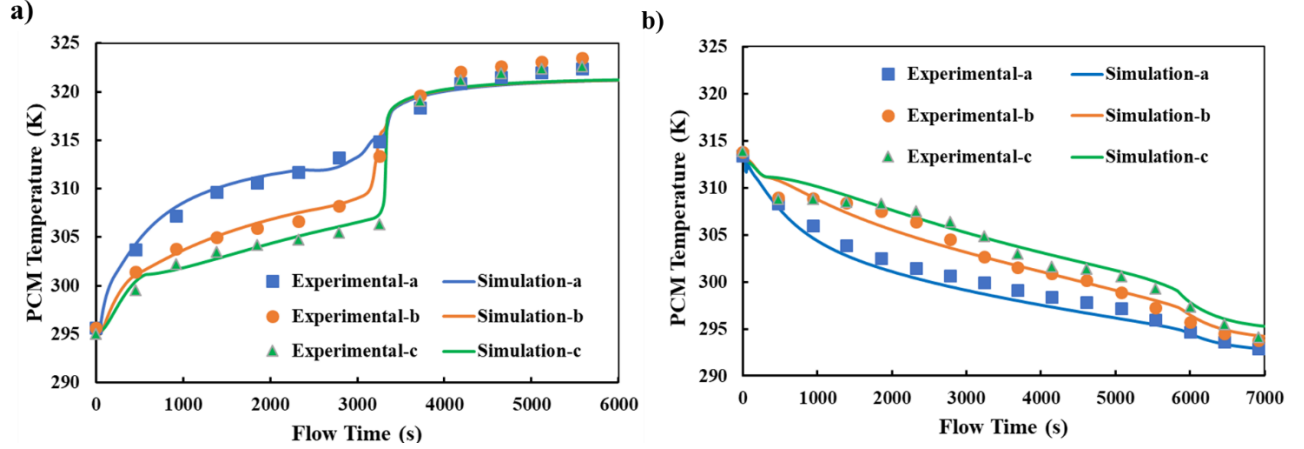 a)
325
320
315
310
305
300
295
290
PCM Temperature (K)
Experimental-a
Simulation-a
Experimental-b
Simulation-b
Experimental-c
Simulation-c
0
1000
2000
3000
4000
5000
6000
Flow Time (s)
b)
325
320
315
310
305
300
295
290
PCM Temperature (K)
Experimental-a
Simulation-a
Experimental-b
Simulation-b
Experimental-c
Simulation-c
0
1000
2000
3000
4000
5000
6000
7000
Flow Time (s)